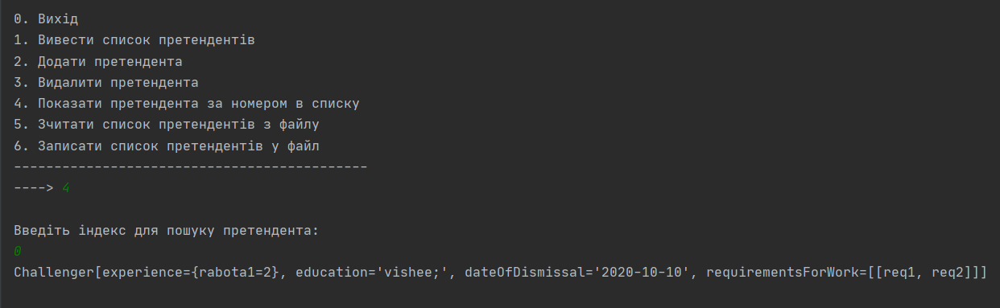 0. Вихід
1. Вивести список претендентів
2. Додати претендента
3. Видалити претендента
4. Показати претендента за номером в списку
5. Зчитати список претендентів з файлу
6. Записати список претендентів у файл
--------------------------------------------
----> 4
Введіть індекс для пошуку претендента:
0
Challenger[experience={rabota1=2}, education='vishee;', dateOfDismissal='2020-10-10', requirementsForWork=[[req1, req2]]]